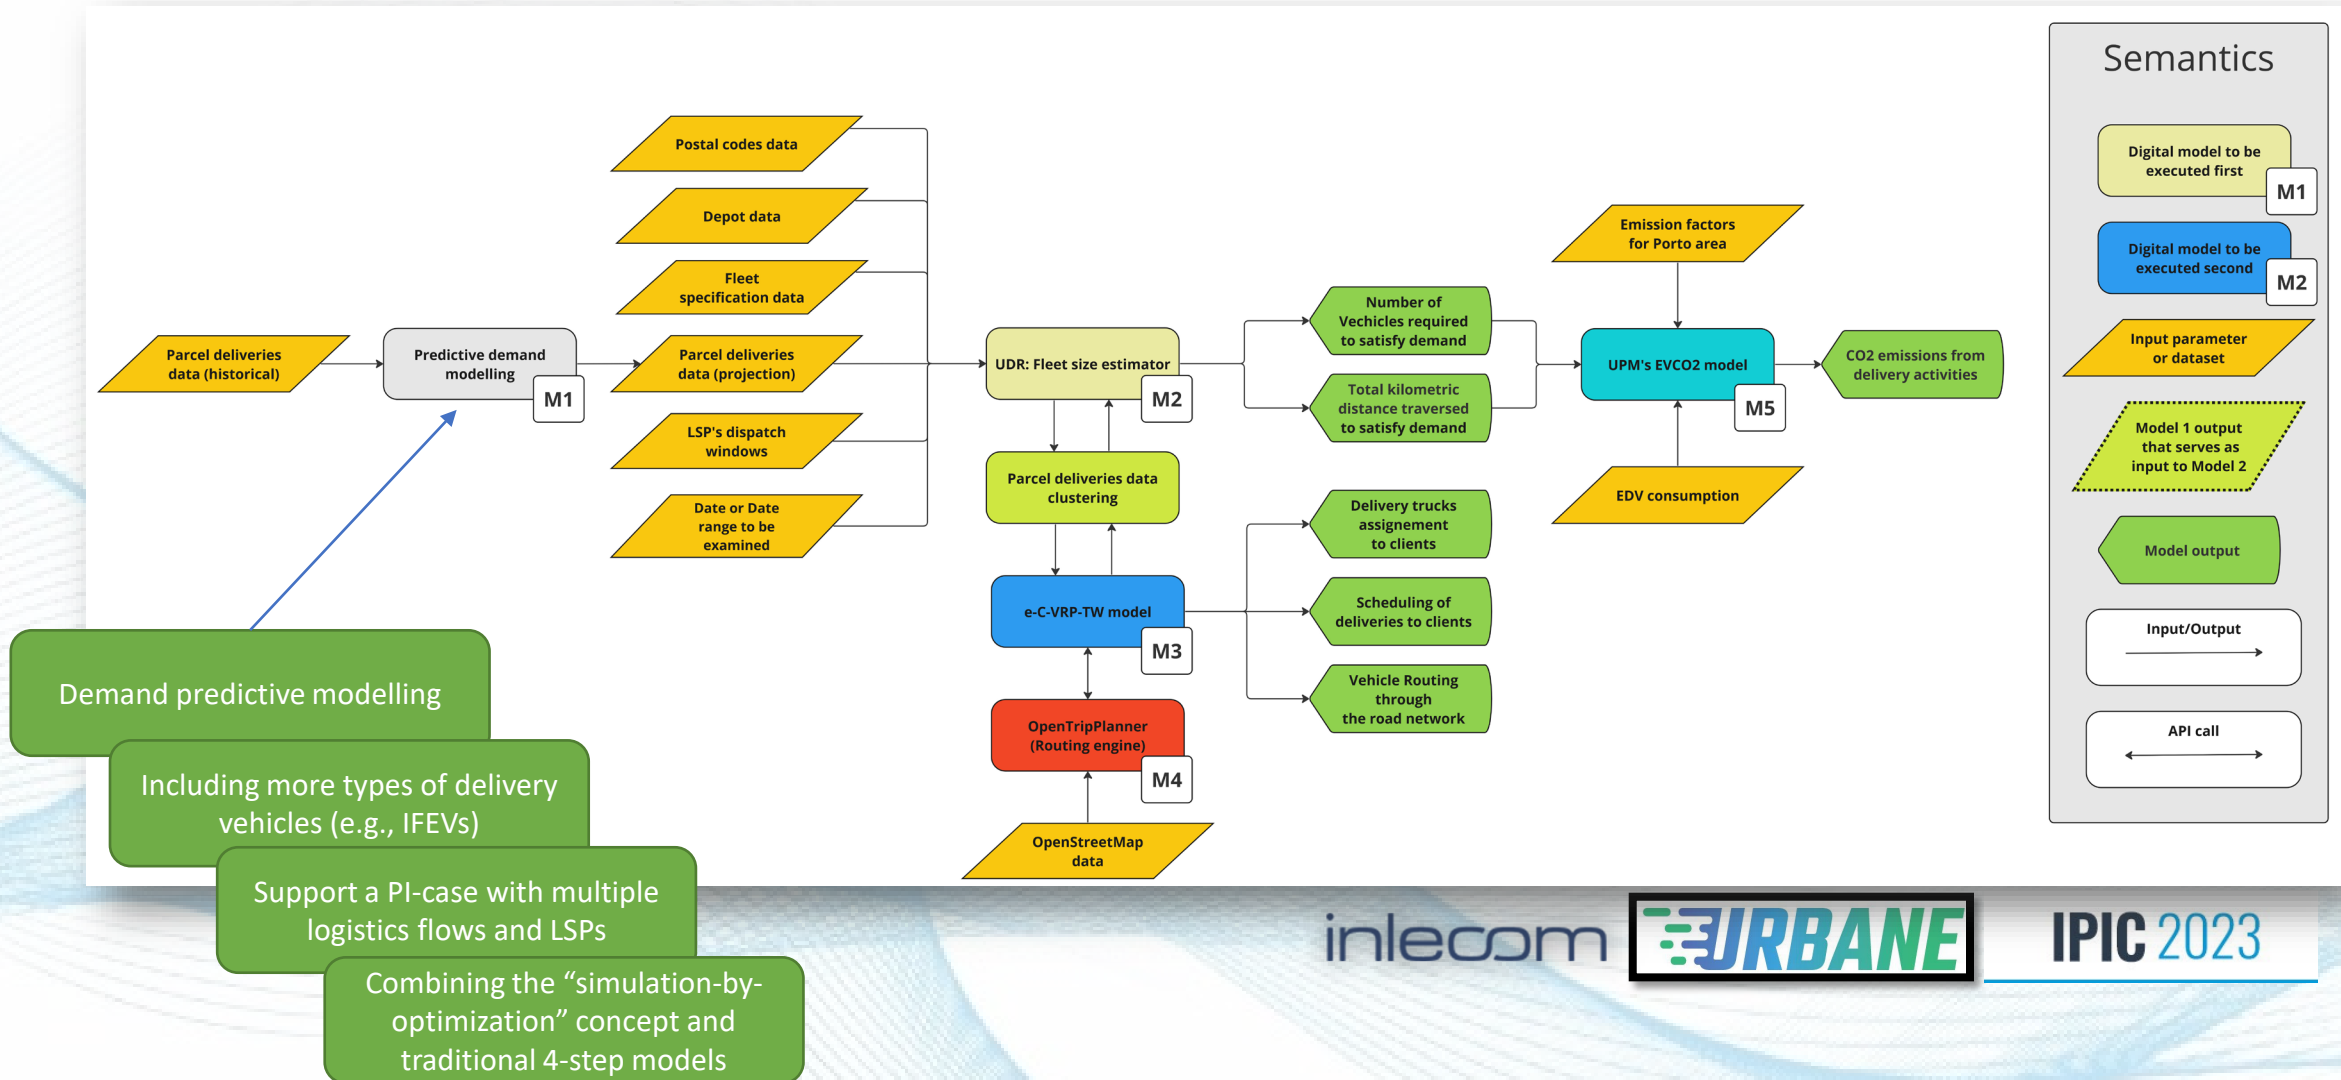 Semantics
Digital model to be
executed first
M1
Digital model to be
executed second
M2
Input parameter
or dataset
Model 1 output
that serves as
input to Model 2
Model output
Input/Output
API call
Parcel deliveries
data (historical)
Predictive demand
modelling
M1
Postal codes data
Depot data
Fleet
specification data
Parcel deliveries
data (projection)
LSP's dispatch
windows
Date or Date
range to be
examined
UDR: Fleet size estimator
M2
Parcel deliveries data
clustering
e-C-VRP-TW model
M3
OpenTripPlanner
(Routing engine)
M4
OpenStreetMap
data
Number of
Vechicles required
to satisfy demand
Total kilometric
distance traversed
to satisfy demand
Delivery trucks
assignement
to clients
Scheduling of
deliveries to clients
Vehicle Routing
through
the road network
Emission factors
for Porto area
UPM's EVCO2 model
M5
EDV consumption
CO2 emissions from
delivery activities
Demand predictive modelling
Including more types of delivery
vehicles (e.g., IFEVs)
Support a PI-case with multiple
logistics flows and LSPs
Combining the “simulation-by-
optimization” concept and
traditional 4-step models
inlecom
URBANE
IPIC 2023